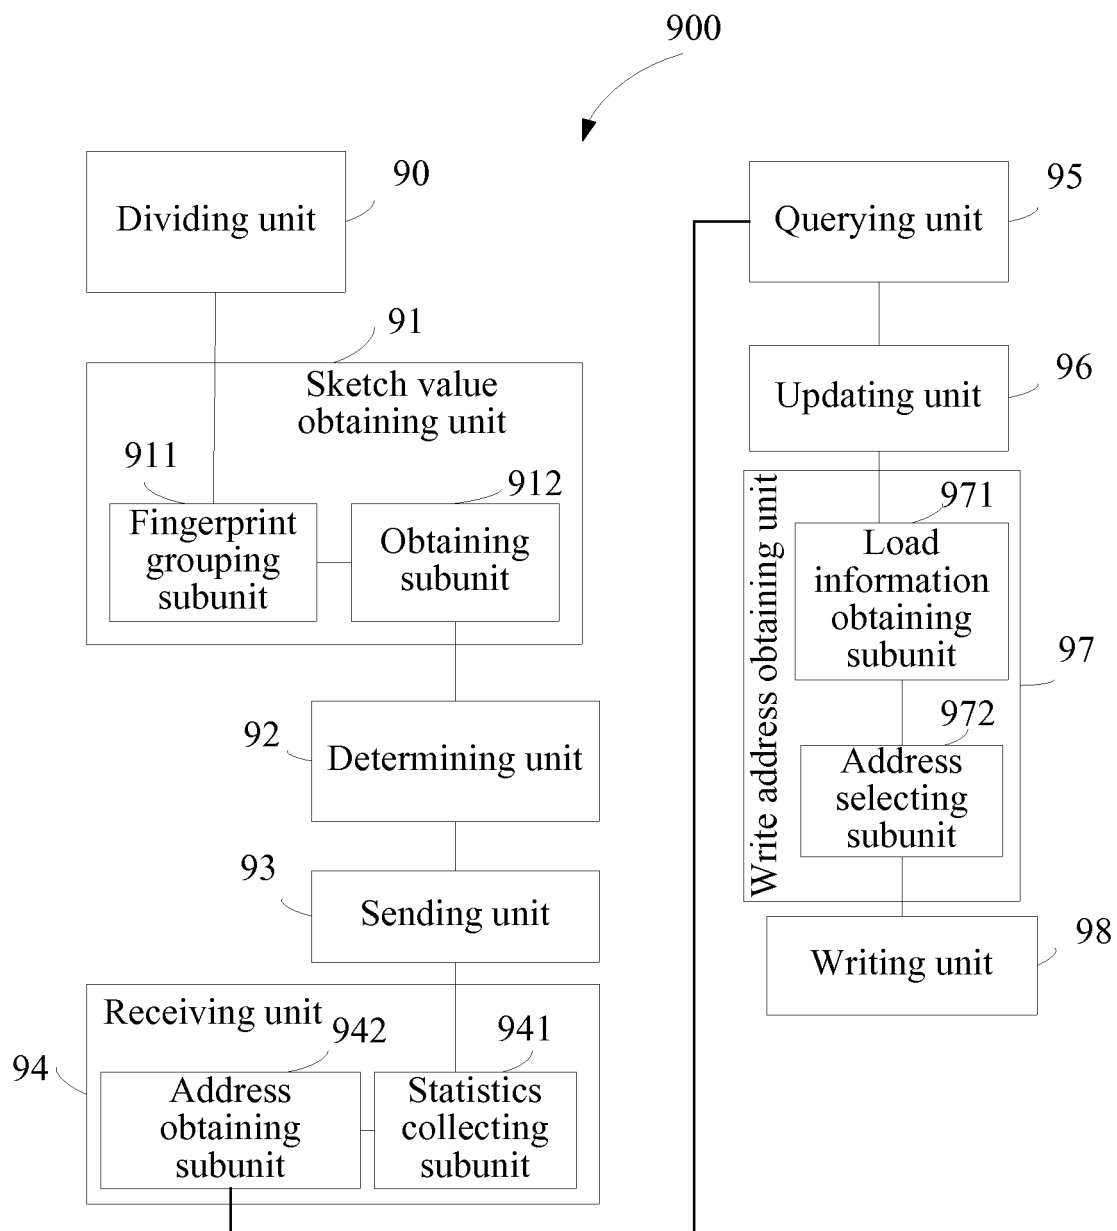 900
90
Dividing unit
91
Sketch value
obtaining unit
911
Fingerprint
grouping
subunit
912
Obtaining
subunit
92
Determining unit
93
Sending unit
94
Receiving unit
942
Address
obtaining
subunit
941
Statistics
collecting
subunit
95
Querying unit
96
Updating unit
Write address obtaining unit
971
Load
information
obtaining
subunit
97
972
Address
selecting
subunit
98
Writing unit